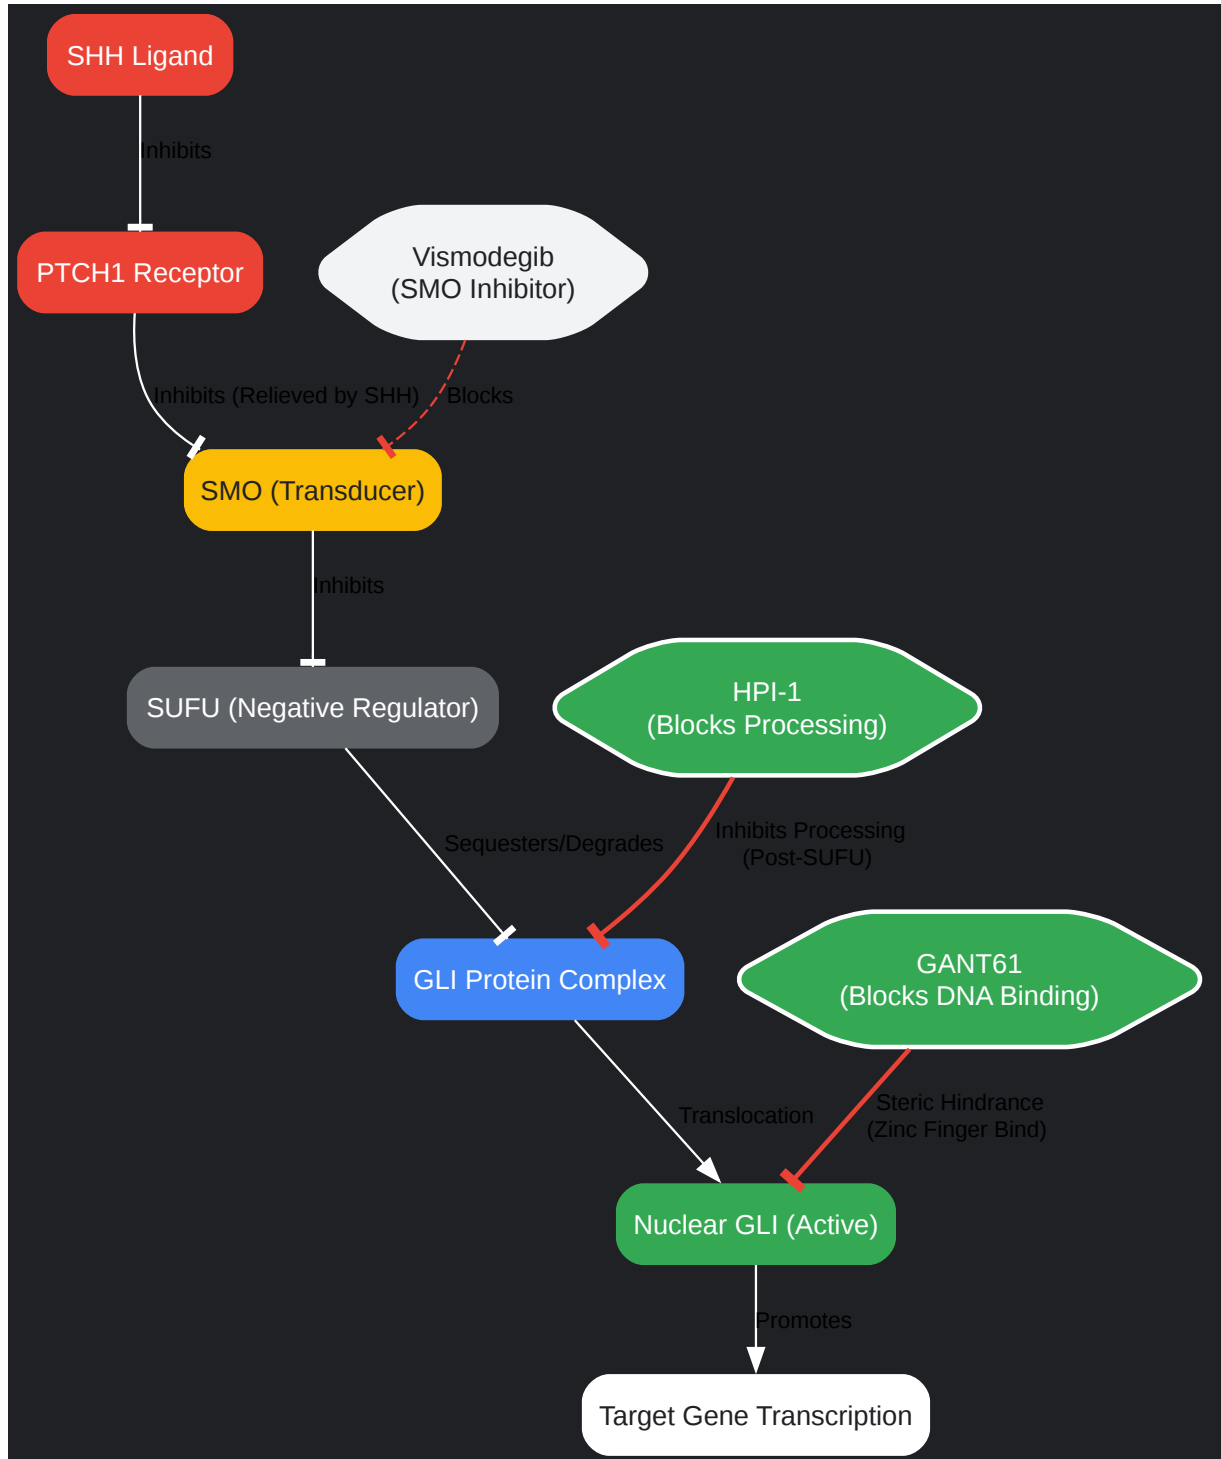 SHH Ligand
Inhibits
PTCH1 Receptor
Vismodegib
(SMO Inhibitor)
Inhibits (Relieved by SHH)
Blocks
SMO (Transducer)
Inhibits
SUFU (Negative Regulator)
HPI-1
(Blocks Processing)
Sequesters/Degrades
Inhibits Processing
(Post-SUFU)
GLI Protein Complex
GANT61
(Blocks DNA Binding)
Translocation
Steric Hindrance
(Zinc Finger Bind)
Nuclear GLI (Active)
Promotes
Target Gene Transcription